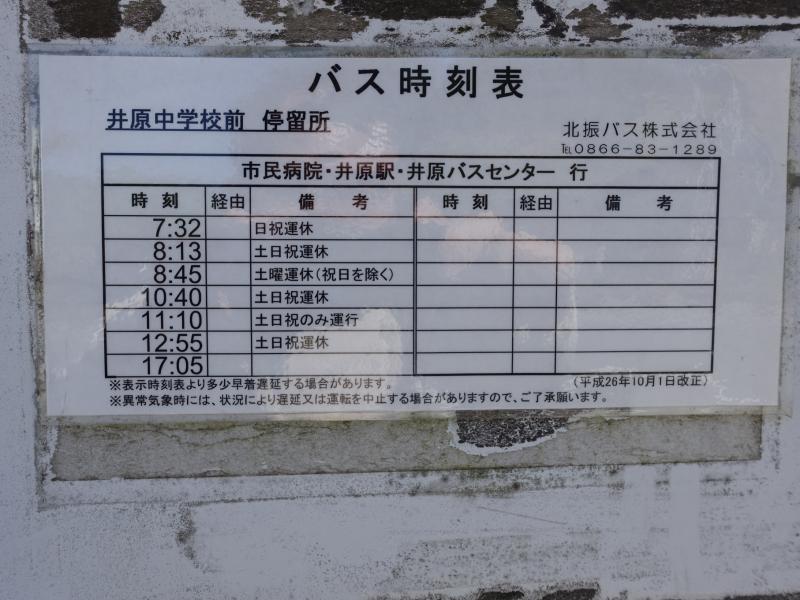 バス時刻表
井原中学校前 停留所
北振バス株式会社
℡0866-83-1289
市民病院・井原駅・井原バスセンター 行
時刻 経由 備考 時刻 経由 備考
7:32 日祝運休
8:13 土日祝運休
8:45 土曜運休(祝日を除く)
10:40 土日祝運休
11:10 土日祝のみ運行
12:55 土日祝運休
17:05
※表示時刻表より多少早着遅延する場合があります。 (平成26年10月1日改正)
※異常気象時には、状況により遅延又は運転を中止する場合がありますので、ご了承願います。